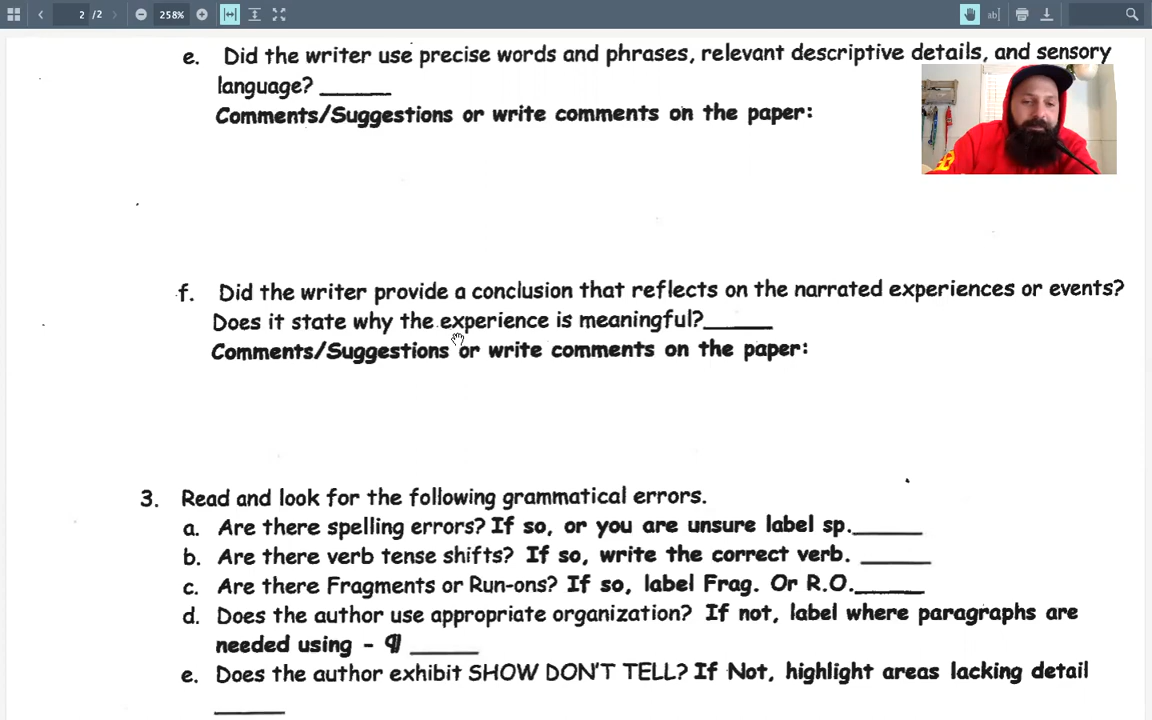 2 /2
258%
ab|
e. Did the writer use precise words and phrases, relevant descriptive details, and sensory
language? ______
Comments/Suggestions or write comments on the paper:
f. Did the writer provide a conclusion that reflects on the narrated experiences or events?
Does it state why the experience is meaningful?______
Comments/Suggestions or write comments on the paper:
3. Read and look for the following grammatical errors.
a. Are there spelling errors? If so, or you are unsure label sp.______
b. Are there verb tense shifts? If so, write the correct verb. ______
c. Are there Fragments or Run-ons? If so, label Frag. Or R.O.______
d. Does the author use appropriate organization? If not, label where paragraphs are
needed using - ¶ ______
e. Does the author exhibit SHOW DON'T TELL? If Not, highlight areas lacking detail
______